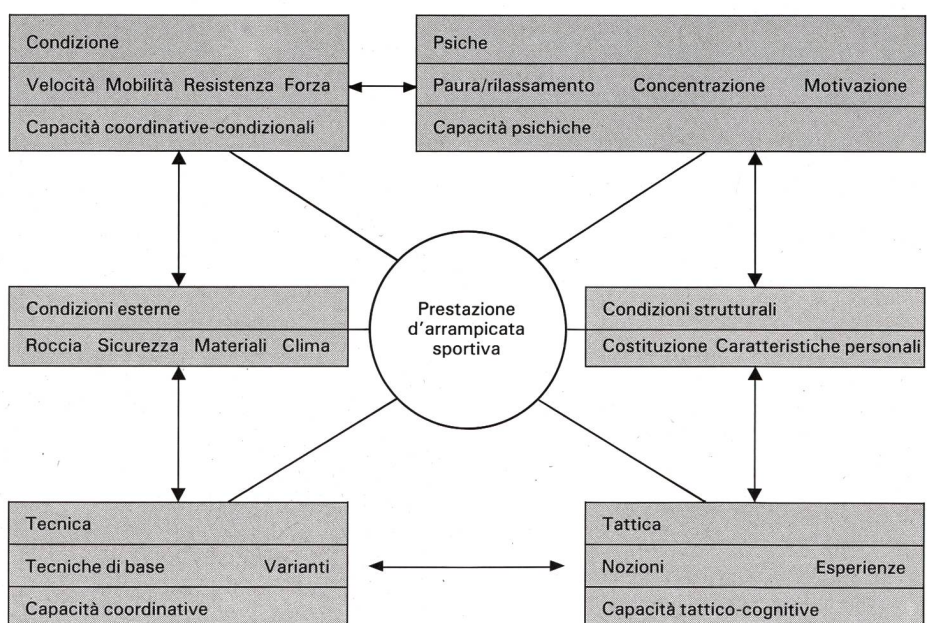 Condizione
Velocità Mobilità Resistenza Forza
Capacità coordinative-condizionali
Psiche
Paura/rilassamento Concentrazione Motivazione
Capacità psichiche
Condizioni esterne
Roccia Sicurezza Materiali Clima
Prestazione
d'arrampicata
sportiva
Condizioni strutturali
Costituzione Caratteristiche personali
Tecnica
Tecniche di base Varianti
Capacità coordinative
Tattica
Nozioni Esperienze
Capacità tattico-cognitive